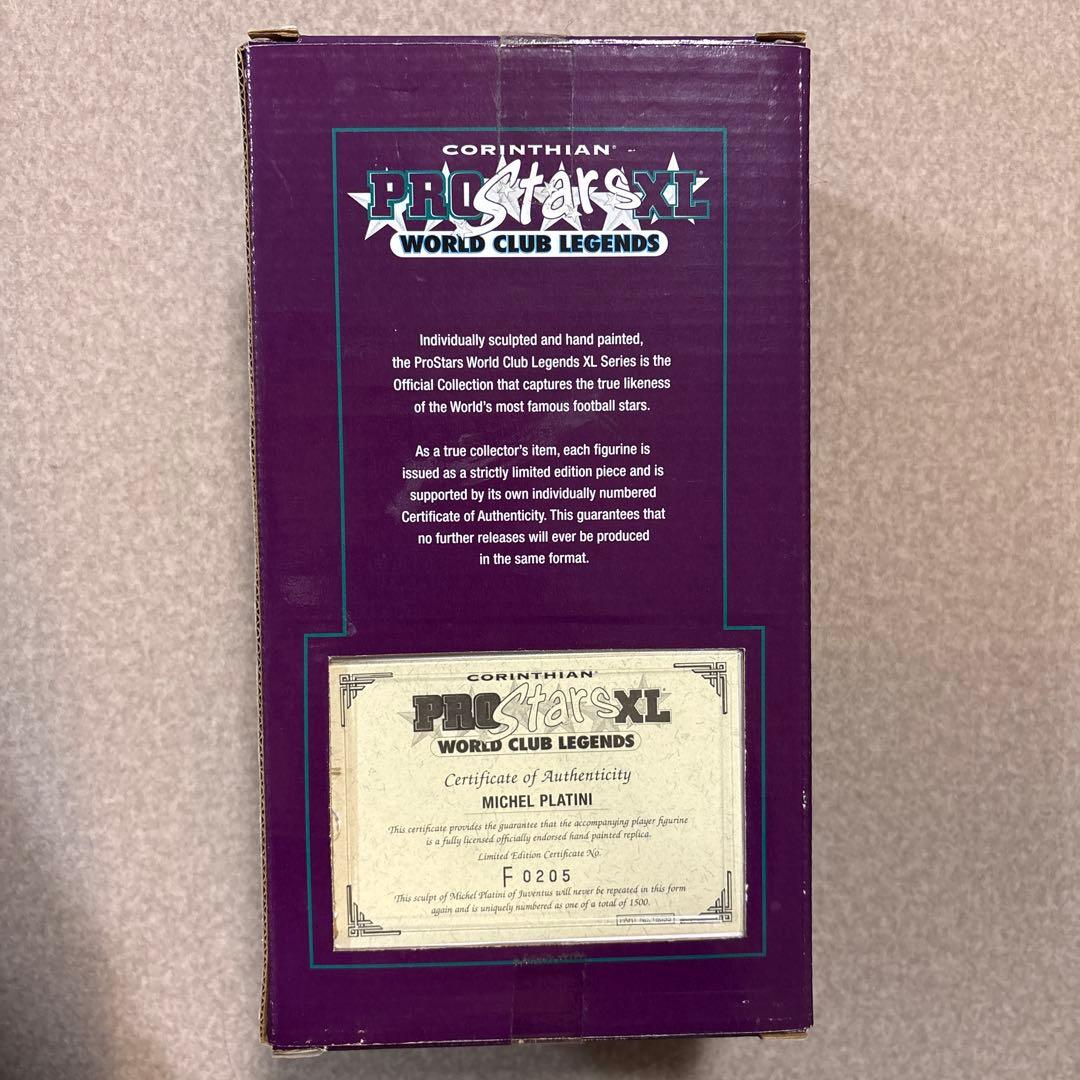 CORINTHIAN®
PROStarsXL®
WORLD CLUB LEGENDS
Individually sculpted and hand painted,
the ProStars World Club Legends XL Series is the
Official Collection that captures the true likeness
of the World's most famous football stars.
As a true collector's item, each figurine is
issued as a strictly limited edition piece and is
supported by its own individually numbered
Certificate of Authenticity. This guarantees that
no further releases will ever be produced
in the same format.
CORINTHIAN®
PROStarsXL
WORLD CLUB LEGENDS
Certificate of Authenticity
MICHEL PLATINI
This certificate provides the guarantee that the accompanying player figurine
is a fully licensed officially endorsed hand painted replica.
Limited Edition Certificate No.
F 0205
This sculpt of Michel Platini of Juventus will never be repeated in this form
again and is uniquely numbered as one of a total of 1500.